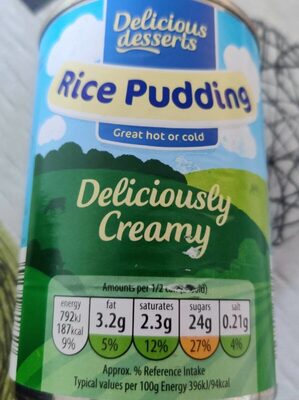 Delicious
desserts
Rice Pudding
Great hot or cold
Deliciously
Creamy
Amounts per 1/2 can
energy fat saturates sugars salt
792kJ
187kcal 3.2g 2.3g 24g 0.21g
9% 5% 12% 27% 4%
Approx. % Reference Intake
Typical values per 100g Energy 396kJ/94kcal